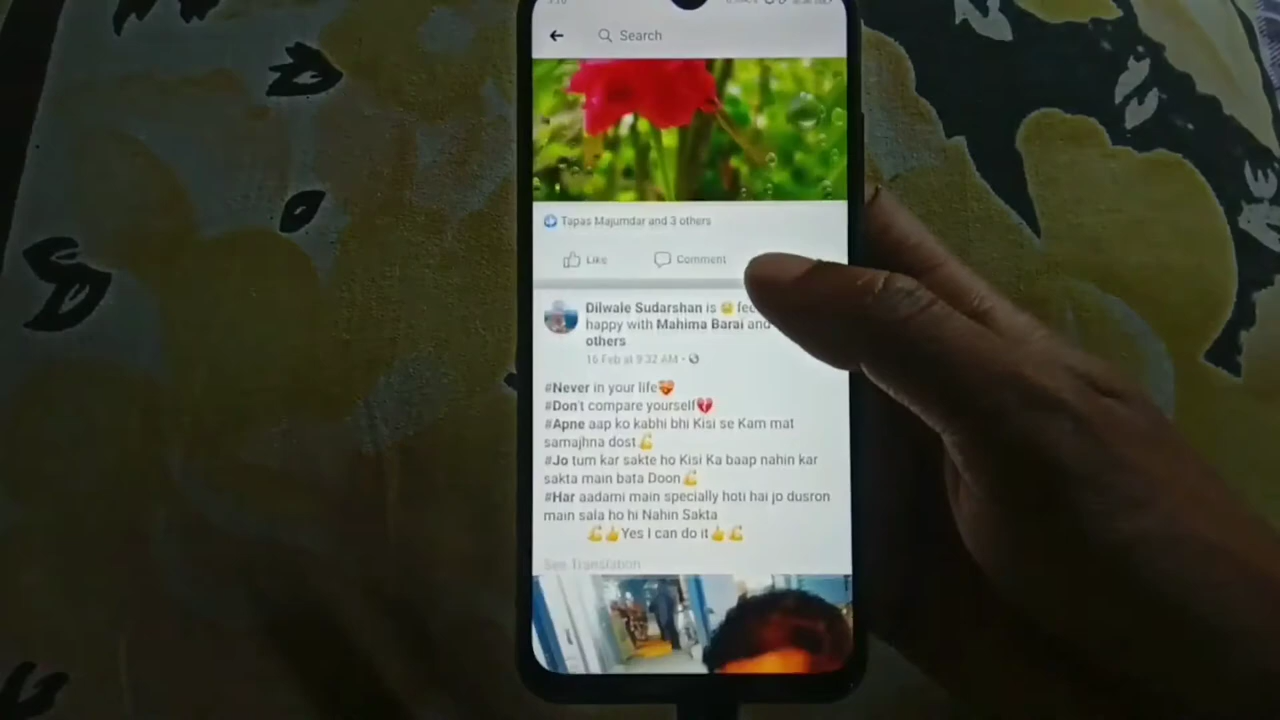 Search
Tapas Majumdar and 3 others
Like
Comment
Dilwale Sudarshan is
happy with Mahima Barai and
others
16 Feb at 9:32 AM
#Never in your life😻
#Don't compare yourself💔
#Apne aap ko kabhi bhi Kisi se Kam mat
samajhna dost💪
#Jo tum kar sakte ho Kisi Ka baap nahin kar
sakta main bata Doon💪
#Har aadami main specially hoti hai jo dusron
main sala ho hi Nahin Sakta
💪👍Yes I can do it👍💪
See Translation